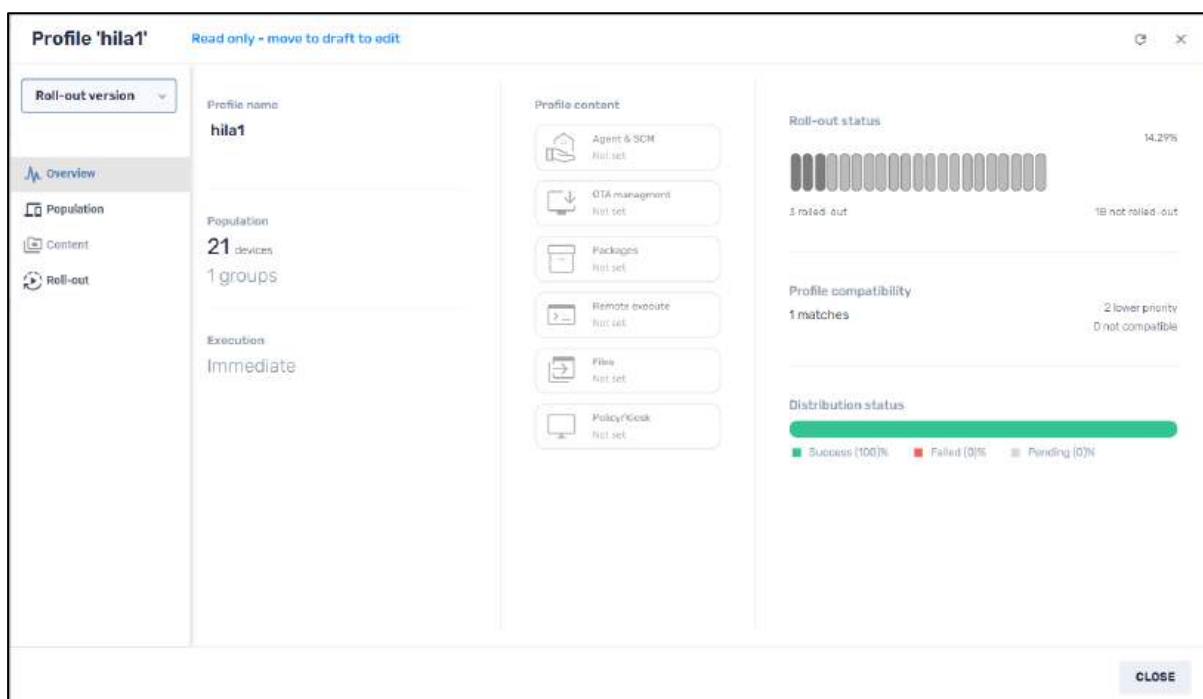 Profile 'hila1'
Read only - move to draft to edit
Roll-out version
Overview
Population
Content
Roll-out
Profile name
hila1
Population
21 devices
1 groups
Execution
Immediate
Profile content
Agent & SCM
Not set
OTA managment
Not set
Packages
Not set
Remote execute
Not set
Files
Not set
Policy/Kiosk
Not set
Roll-out status
14.29%
3 rolled-out
18 not rolled-out
Profile compatibility
1 matches
2 lower priority
0 not compatible
Distribution status
Success (100)%
Failed (0)%
Pending (0)%
CLOSE